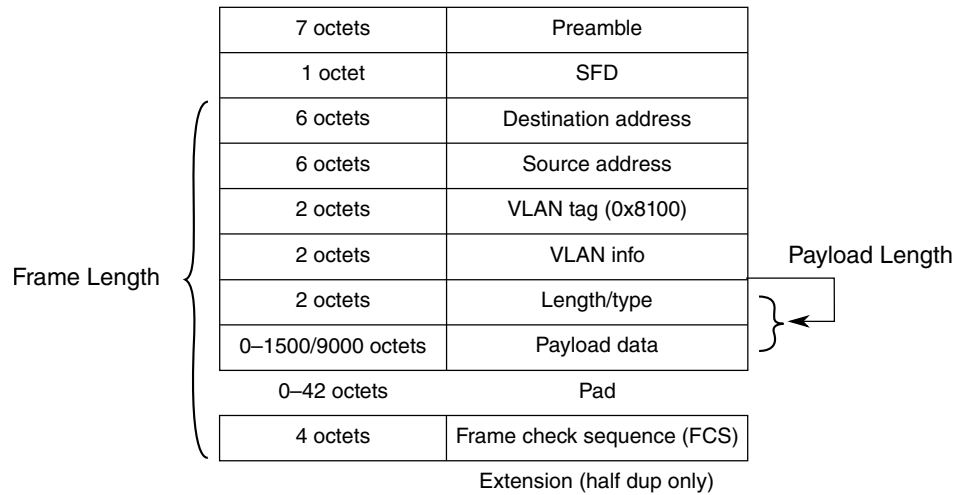 7 octets Preamble
1 octet SFD
6 octets Destination address
6 octets Source address
2 octets VLAN tag (0x8100)
2 octets VLAN info
Frame Length
Payload Length
2 octets Length/type
0–1500/9000 octets Payload data
0–42 octets Pad
4 octets Frame check sequence (FCS)
Extension (half dup only)